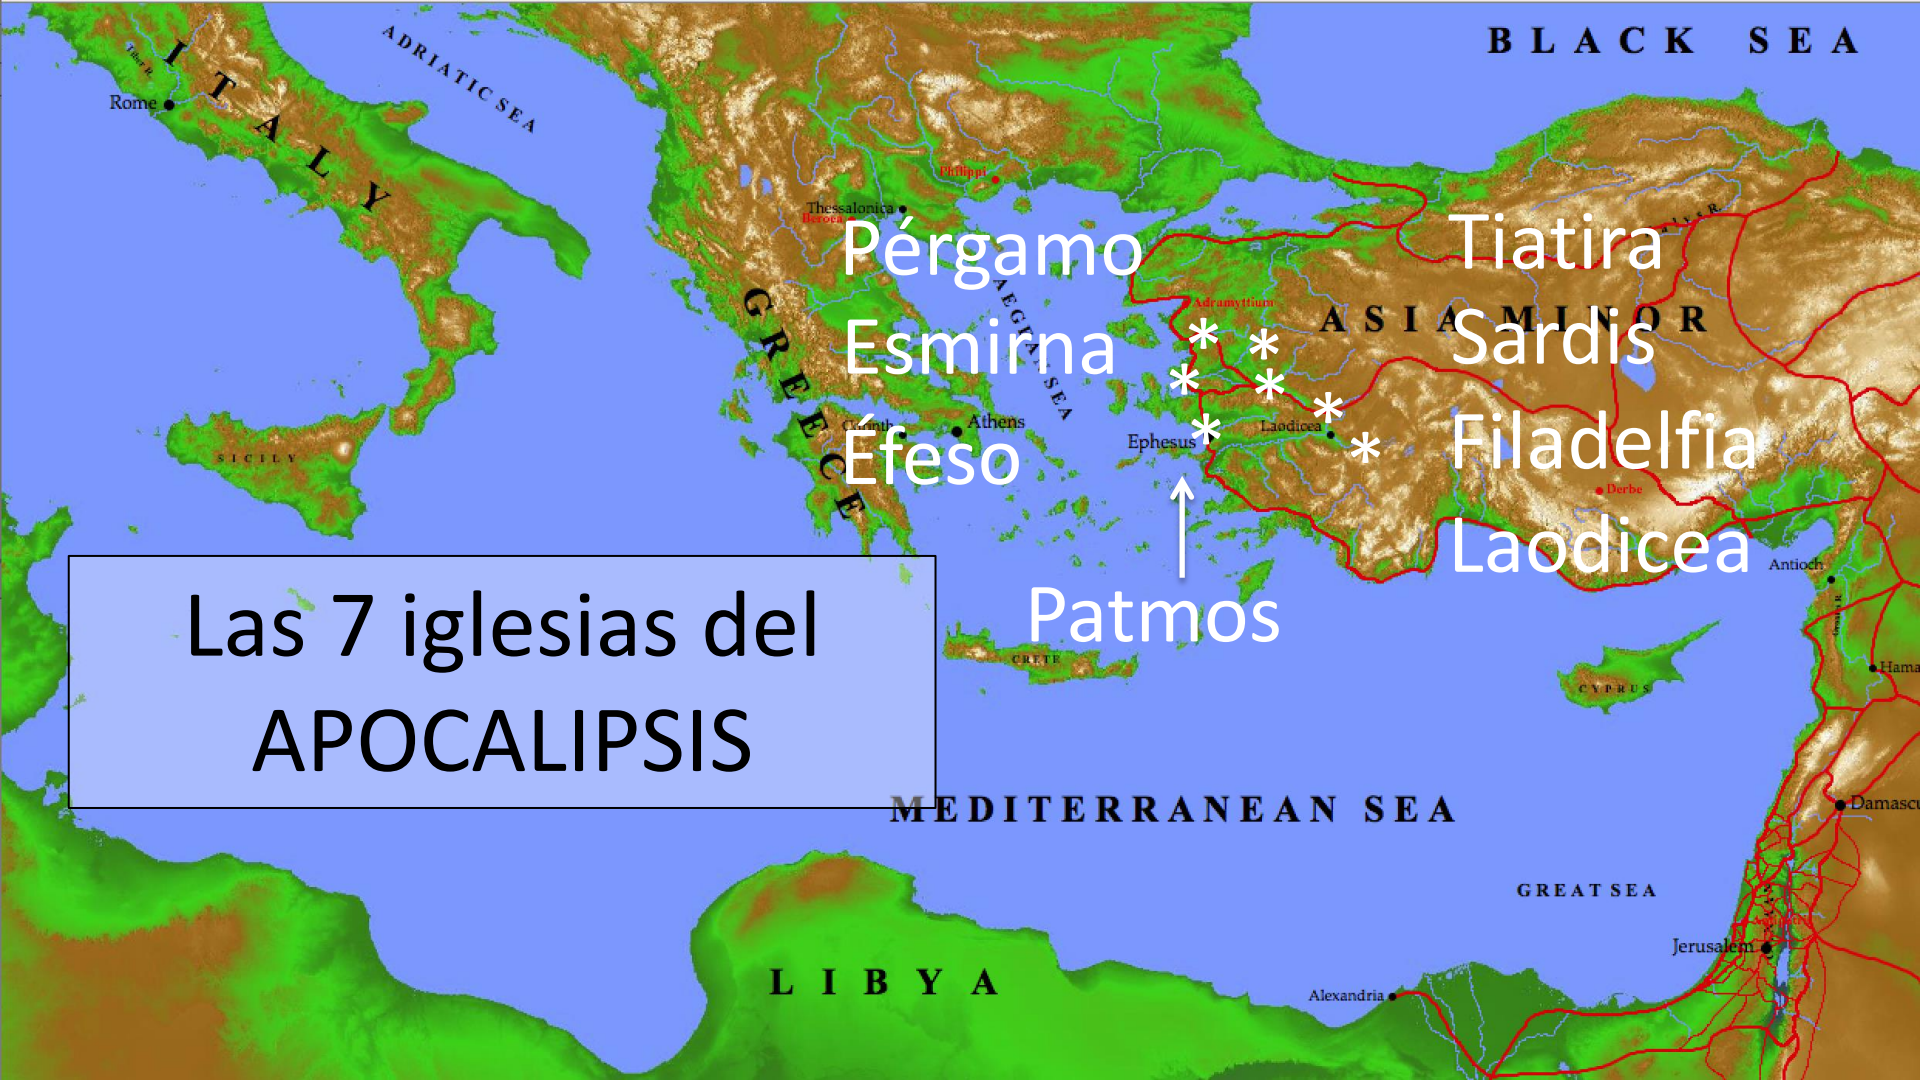 BLACK SEA
ADRIATIC SEA
ITALY
Tiber R.
Rome
Philippi
Thessalonica
Beroea
Pérgamo
Tiatira
AEGEAN SEA
Adramyttium
ASIA MINOR
GREECE
Esmirna
Sardis
Corinth
Athens
Ephesus
Laodicea
Éfeso
Filadelfia
SICILY
Derbe
Laodicea
Antioch
Patmos
Las 7 iglesias del
APOCALIPSIS
CRETE
CYPRUS
Hama
MEDITERRANEAN SEA
Damascu
GREAT SEA
Jerusalem
LIBYA
Alexandria